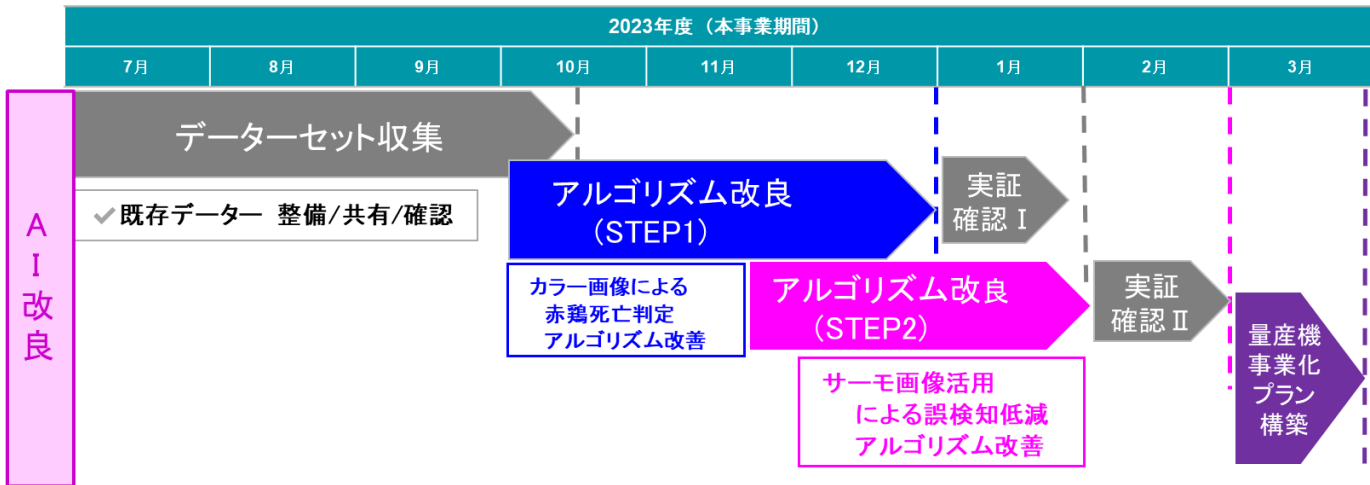 2023年度（本事業期間）
7月 8月 9月 10月 11月 12月 1月 2月 3月
AI改良
データーセット収集
✓既存データー 整備/共有/確認
アルゴリズム改良
（STEP1）
実証
確認Ⅰ
カラー画像による
赤鶏死亡判定
アルゴリズム改善
アルゴリズム改良
（STEP2）
実証
確認Ⅱ
サーモ画像活用
による誤検知低減
アルゴリズム改善
量産機
事業化
プラン
構築